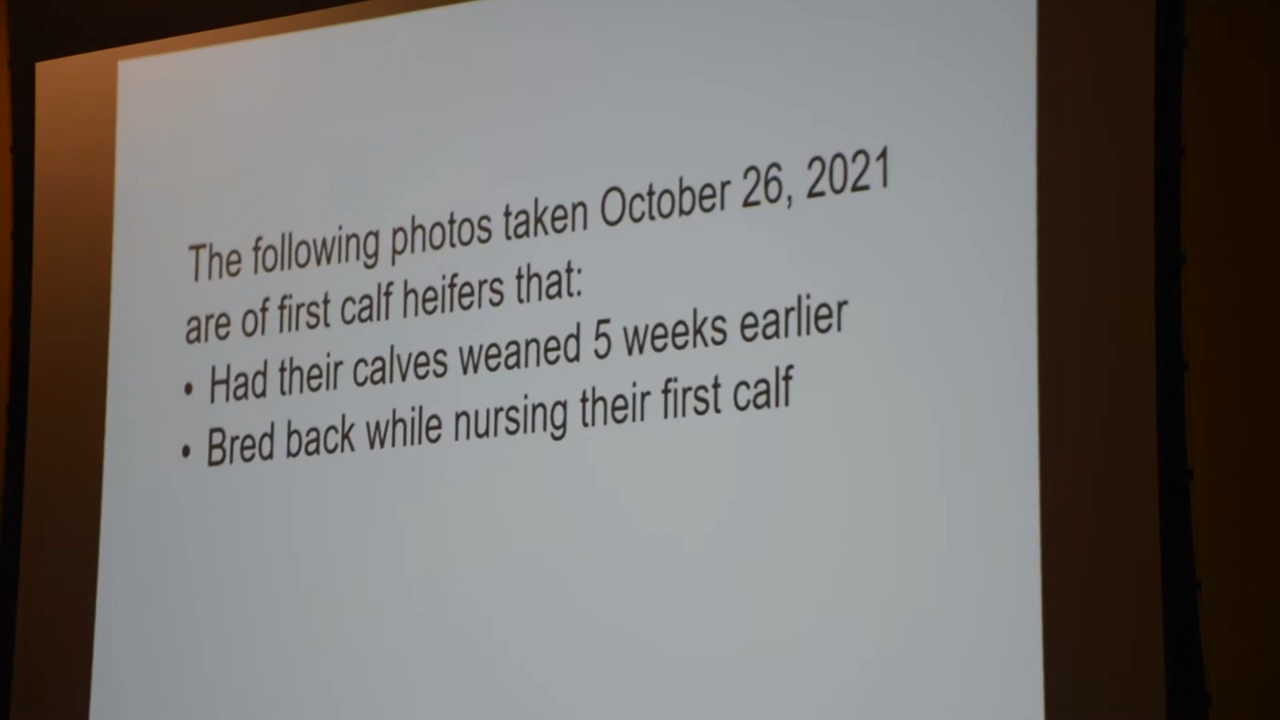 The following photos taken October 26, 2021
are of first calf heifers that:
• Had their calves weaned 5 weeks earlier
• Bred back while nursing their first calf